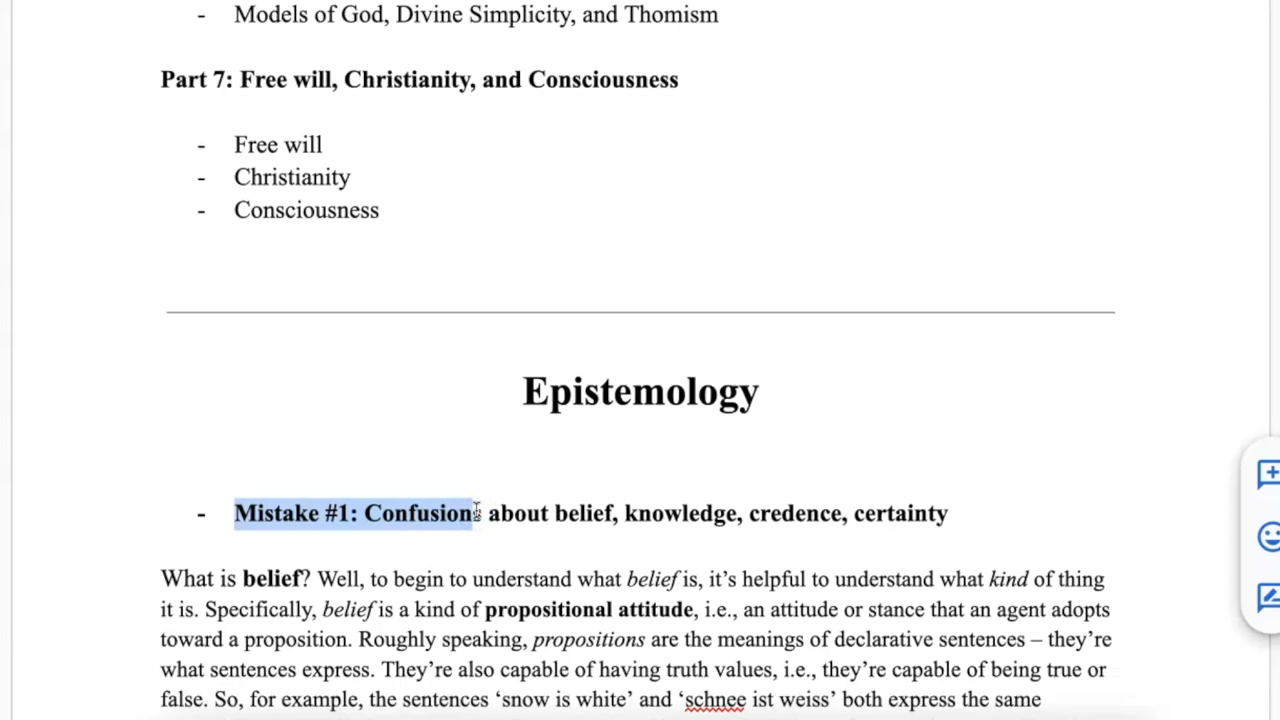 - Models of God, Divine Simplicity, and Thomism
Part 7: Free will, Christianity, and Consciousness
- Free will
- Christianity
- Consciousness
Epistemology
- Mistake #1: Confusions about belief, knowledge, credence, certainty
What is belief? Well, to begin to understand what belief is, it’s helpful to understand what kind of thing
it is. Specifically, belief is a kind of propositional attitude, i.e., an attitude or stance that an agent adopts
toward a proposition. Roughly speaking, propositions are the meanings of declarative sentences – they’re
what sentences express. They’re also capable of having truth values, i.e., they’re capable of being true or
false. So, for example, the sentences ‘snow is white’ and ‘schnee ist weiss’ both express the same